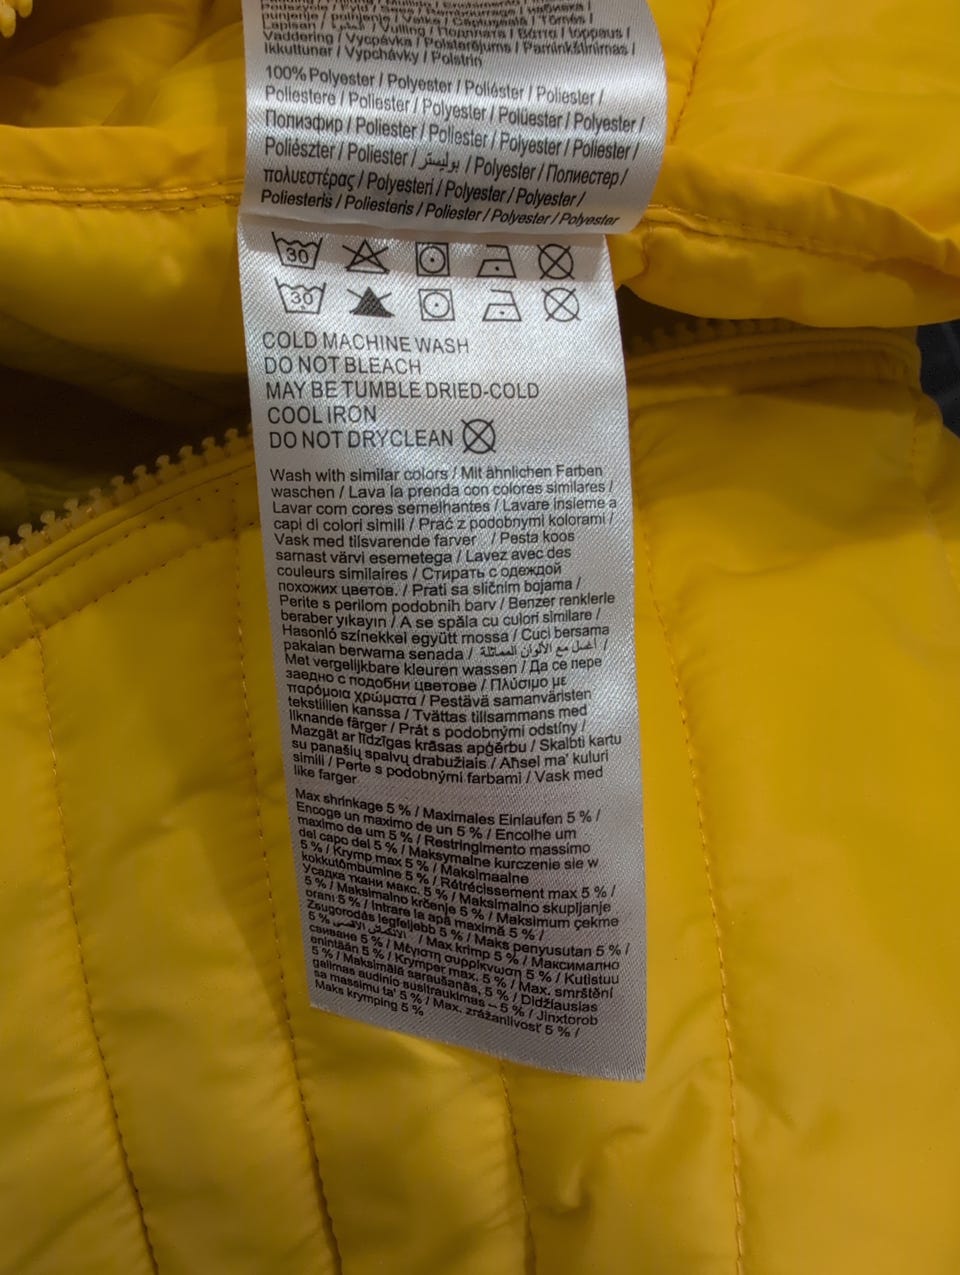 punjenje / polnjenje / Velka / Căptușeală / Tömés /
Vaddering / Vycpávka / Polsterējums / Paminkštinimas /
Ikkuttunar / Vypchávky / Polstrin
100% Polyester / Polyester / Poliéster / Poliester /
Poliestere / Poliester / Polyester / Polüester / Polyester /
Полиэфир / Poliester / Poliester / Polyester / Poliester /
Poliészter / Poliester / بوليستر / Polyester / Полиестер /
πολυεστέρας / Polyesteri / Polyester / Polyester /
Poliesteris / Poliesteris / Poliester / Polyester / Polyester
30
30
COLD MACHINE WASH
DO NOT BLEACH
MAY BE TUMBLE DRIED-COLD
COOL IRON
DO NOT DRYCLEAN
Wash with similar colors / Mit ähnlichen Farben
waschen / Lava la prenda con colores similares /
Lavar com cores semelhantes / Lavare insieme a
capi di colori simili / Prać z podobnymi kolorami /
Vask med tilsvarende farver / Pesta koos
samast värvi esemetega / Lavez avec des
couleurs similaires / Стирать с одеждой
похожих цветов. / Prati sa sličnim bojama /
Perite s perilom podobnih barv / Benzer renklerle
beraber yıkayın / A se spăla cu culori similare /
Hasonló színekkel együtt mossa / Cuci bersama
pakaian berwarna senada / اغسل مع الألوان المماثلة /
Met vergelijkbare kleuren wassen / Да се пере
заедно с подобни цветове / Πλύσιμο με
παρόμοια χρώματα / Pestävä samanväristen
tekstiilien kanssa / Tvättas tillsammans med
liknande färger / Prát s podobnými odstíny /
Mazgāt ar līdzīgas krāsas apģērbu / Skalbti kartu
su panašių spalvų drabužiais / Aħsel ma' kuluri
simili / Perte s podobnými farbami / Vask med
like farger
Max shrinkage 5 % / Maximales Einlaufen 5 % /
Encoge un maximo de un 5 % / Encolhe um
maximo de um 5 % / Restringimento massimo
del capo del 5 % / Maksymalne kurczenie sie w
5 % / Krymp max 5 % / Maksimaalne
kokkutõmbumine 5 % / Rétrécissement max 5 % /
Усадка ткани макс. 5 % / Maksimalno skupljanje
5 % / Maksimalno krčenje 5 % / Maksimum çekme
oranı 5 % / Intrare la apă maximă 5 % /
Zsugorodás legfeljebb 5 % / Maks penyusutan 5 % /
5 % الانكماش الأقصى / Max krimp 5 % / Максимално
свиване 5 % / Μέγιστη συρρίκνωση 5 % / Kutistuu
enintään 5 % / Krymper max. 5 % / Max. smrštění
5 % / Maksimālā saraušanās, 5 % / Didžiausias
galimas audinio susitraukimas – 5 % / Jinxtorob
sa massimu ta' 5 % / Max. zrážanlivosť 5 % /
Maks krymping 5 %